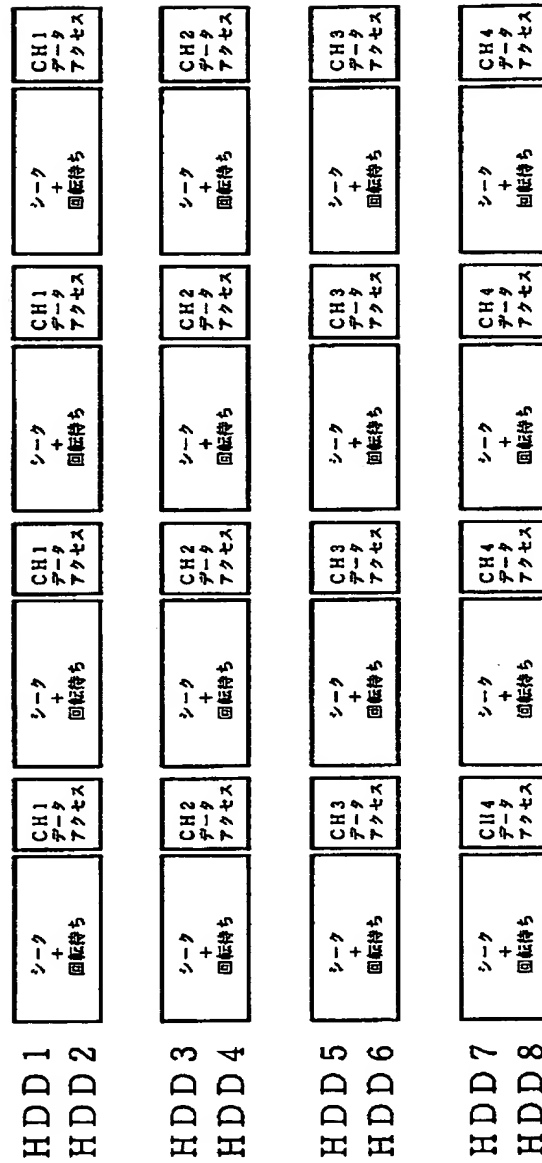 HDD1
HDD2
シーク
+
回転待ち
CH1
データ
アクセス
シーク
+
回転待ち
CH1
データ
アクセス
シーク
+
回転待ち
CH1
データ
アクセス
シーク
+
回転待ち
CH1
データ
アクセス
HDD3
HDD4
シーク
+
回転待ち
CH2
データ
アクセス
シーク
+
回転待ち
CH2
データ
アクセス
シーク
+
回転待ち
CH2
データ
アクセス
シーク
+
回転待ち
CH2
データ
アクセス
HDD5
HDD6
シーク
+
回転待ち
CH3
データ
アクセス
シーク
+
回転待ち
CH3
データ
アクセス
シーク
+
回転待ち
CH3
データ
アクセス
シーク
+
回転待ち
CH3
データ
アクセス
HDD7
HDD8
シーク
+
回転待ち
CH4
データ
アクセス
シーク
+
回転待ち
CH4
データ
アクセス
シーク
+
回転待ち
CH4
データ
アクセス
シーク
+
回転待ち
CH4
データ
アクセス